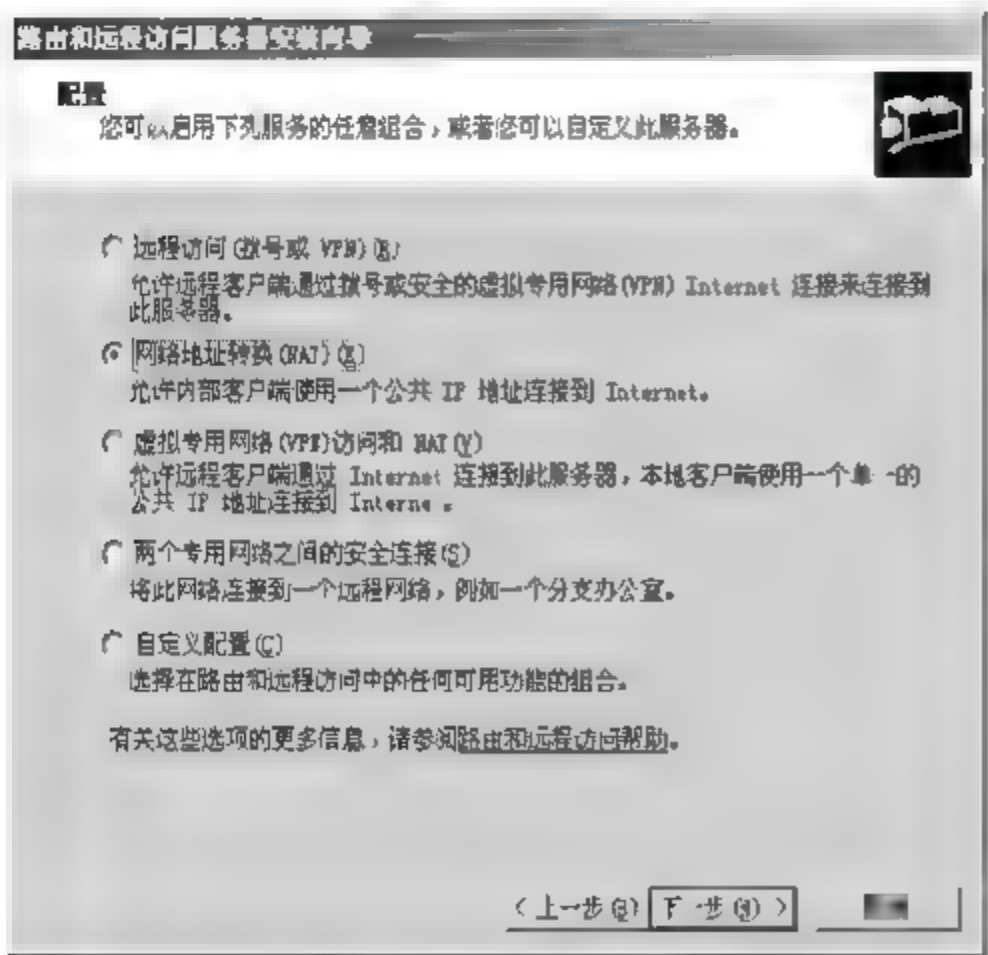 路由和远程访问服务器安装向导
配置
您可以启用下列服务的任意组合，或者您可以自定义此服务器。
远程访问(拨号或 VPN)(R)
允许远程客户端通过拨号或安全的虚拟专用网络(VPN) Internet 连接来连接到
此服务器。
网络地址转换(NAT)(E)
允许内部客户端使用一个公共 IP 地址连接到 Internet。
虚拟专用网络(VPN)访问和 NAT(V)
允许远程客户端通过 Internet 连接到此服务器，本地客户端使用一个单一的
公共 IP 地址连接到 Internet。
两个专用网络之间的安全连接(S)
将此网络连接到一个远程网络，例如一个分支办公室。
自定义配置(C)
选择在路由和远程访问中的任何可用功能的组合。
有关这些选项的更多信息，请参阅路由和远程访问帮助。
<上一步(B) 下一步(N)>